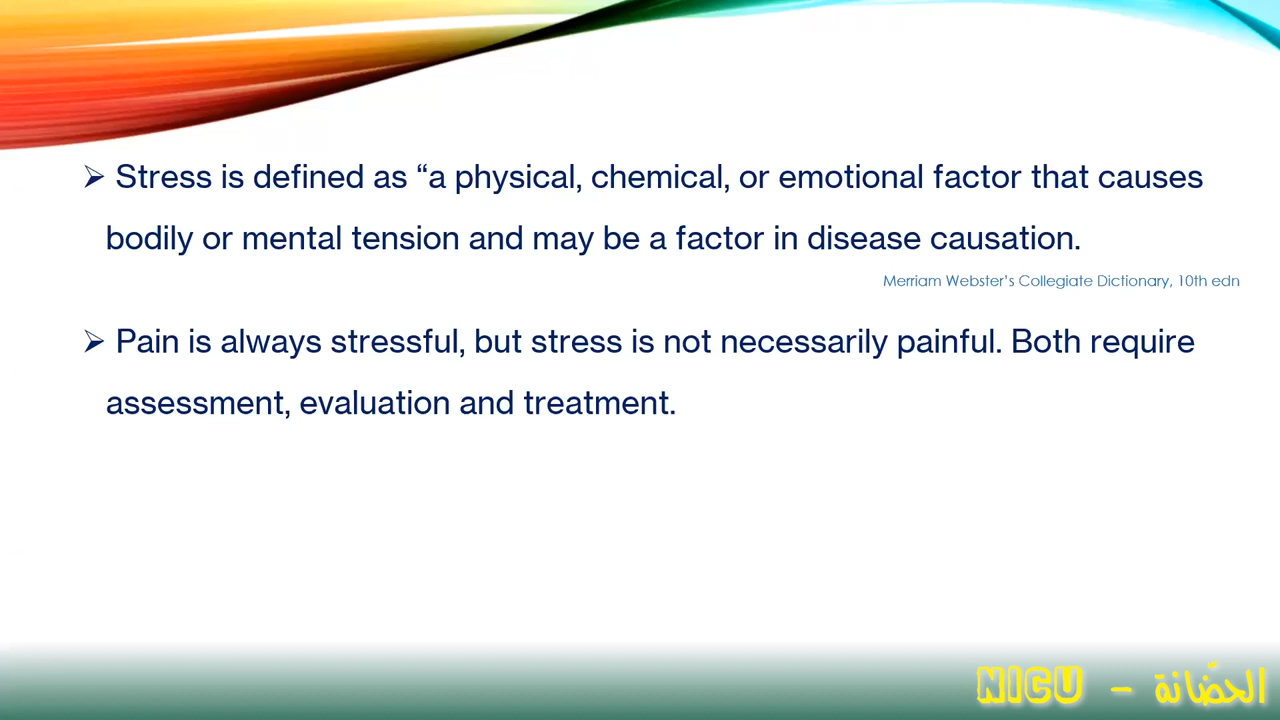 ➢ Stress is defined as “a physical, chemical, or emotional factor that causes
bodily or mental tension and may be a factor in disease causation.
Merriam Webster’s Collegiate Dictionary, 10th edn
➢ Pain is always stressful, but stress is not necessarily painful. Both require
assessment, evaluation and treatment.
NICU – الحضّانة